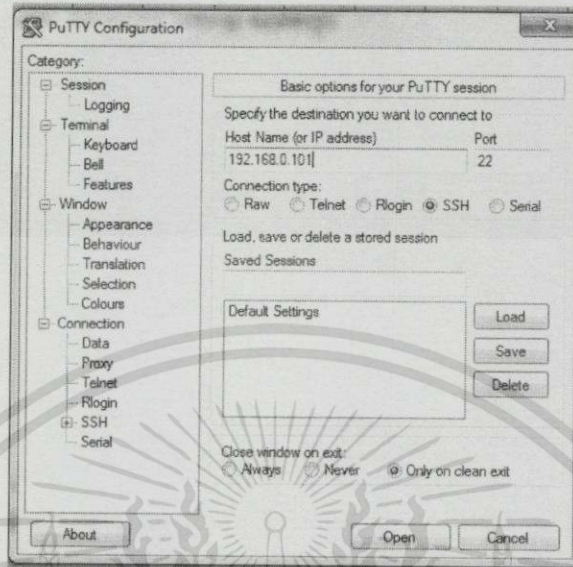 PuTTY Configuration
Category:
Session
Logging
Terminal
Keyboard
Bell
Features
Window
Appearance
Behaviour
Translation
Selection
Colours
Connection
Data
Proxy
Telnet
Rlogin
SSH
Serial
Basic options for your PuTTY session
Specify the destination you want to connect to
Host Name (or IP address) Port
192.168.0.101 22
Connection type:
Raw Telnet Rlogin SSH Serial
Load, save or delete a stored session
Saved Sessions
Default Settings
Load
Save
Delete
Close window on exit:
Always Never Only on clean exit
About Open Cancel